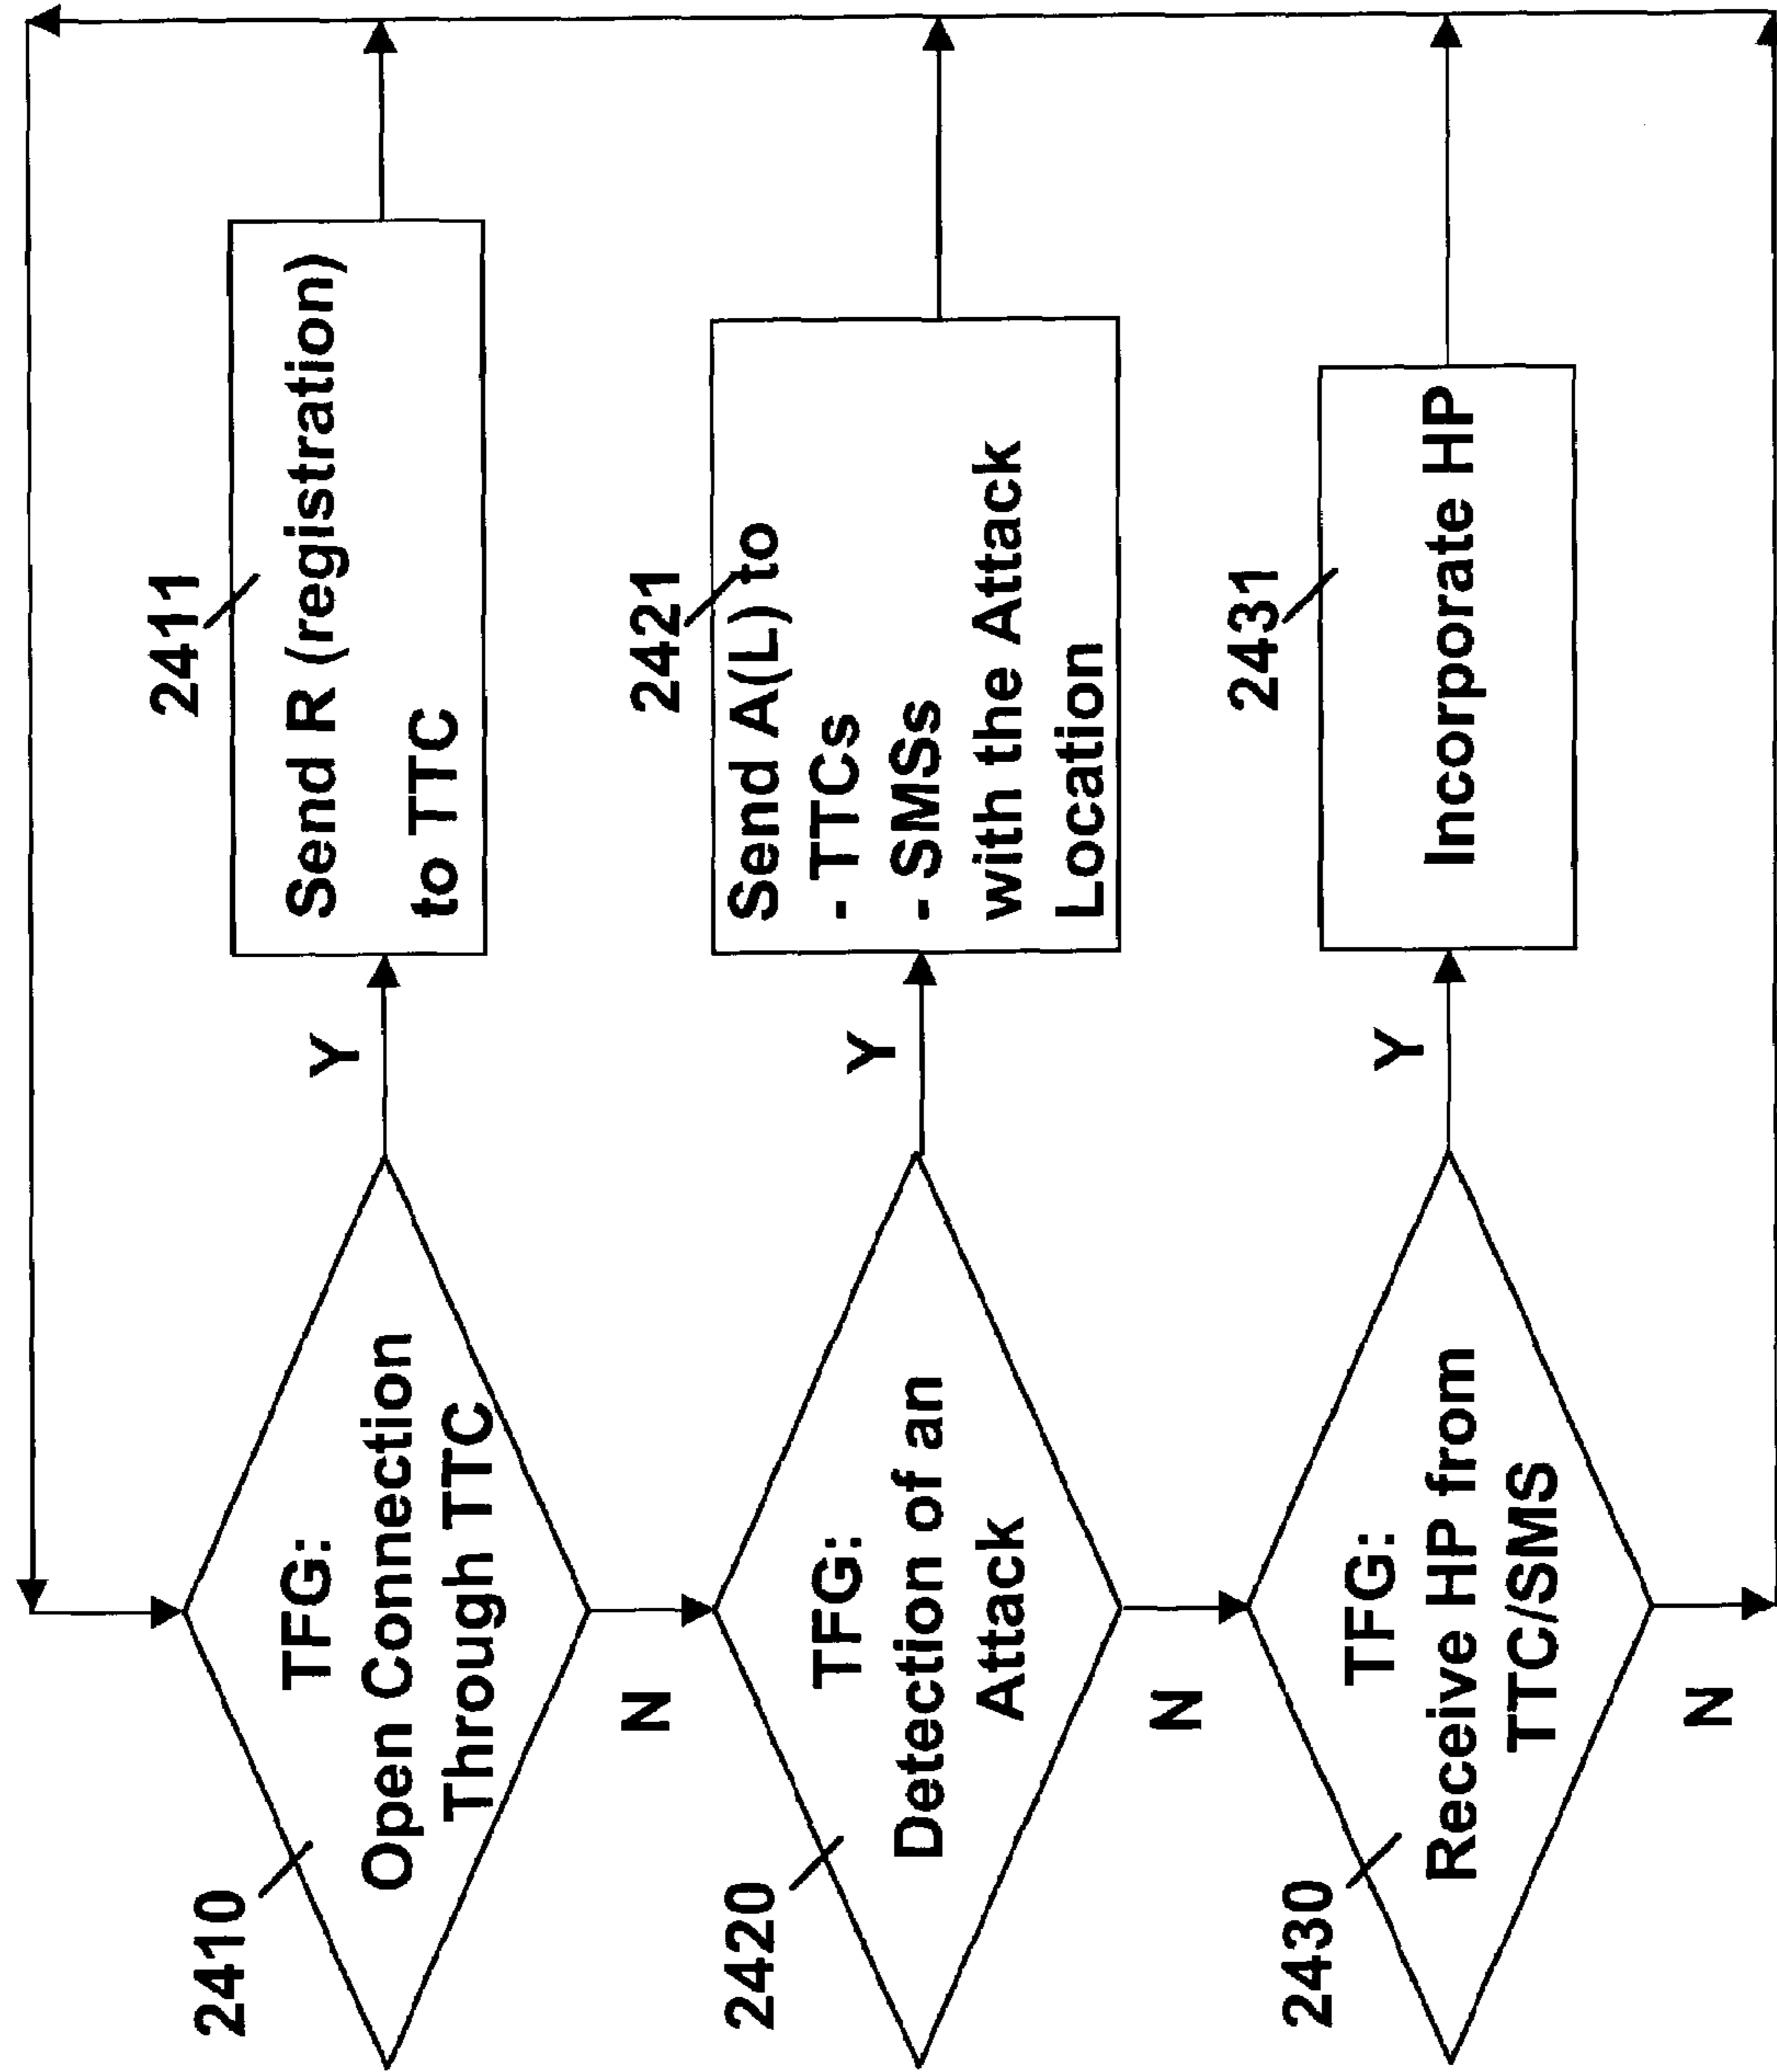 2410
TFG:
Open Connection
Through TTC
Y
2411
Send R (registration)
to TTC
N
2420
TFG:
Detection of an
Attack
Y
2421
Send A(L) to
- TTCs
- SMSs
with the Attack
Location
N
2430
TFG:
Receive HP from
TTC/SMS
Y
2431
Incorporate HP
N